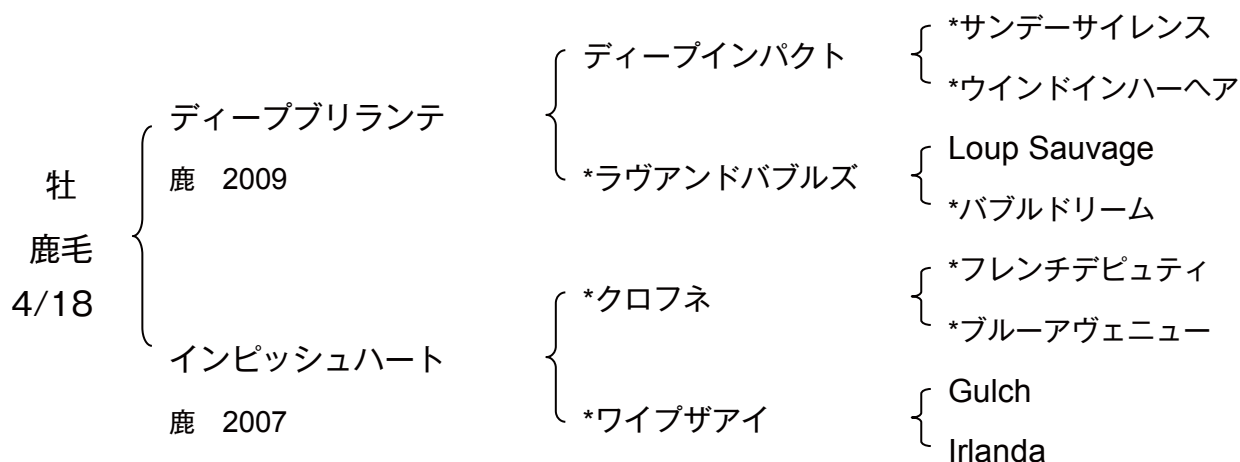 牡
鹿毛
4/18
ディープブリランテ
鹿　2009
インピッシュハート
鹿　2007
ディープインパクト
*ラヴアンドバブルズ
*クロフネ
*ワイプザアイ
*サンデーサイレンス
*ウインドインハーヘア
Loup Sauvage
*バブルドリーム
*フレンチデピュティ
*ブルーアヴェニュー
Gulch
Irlanda